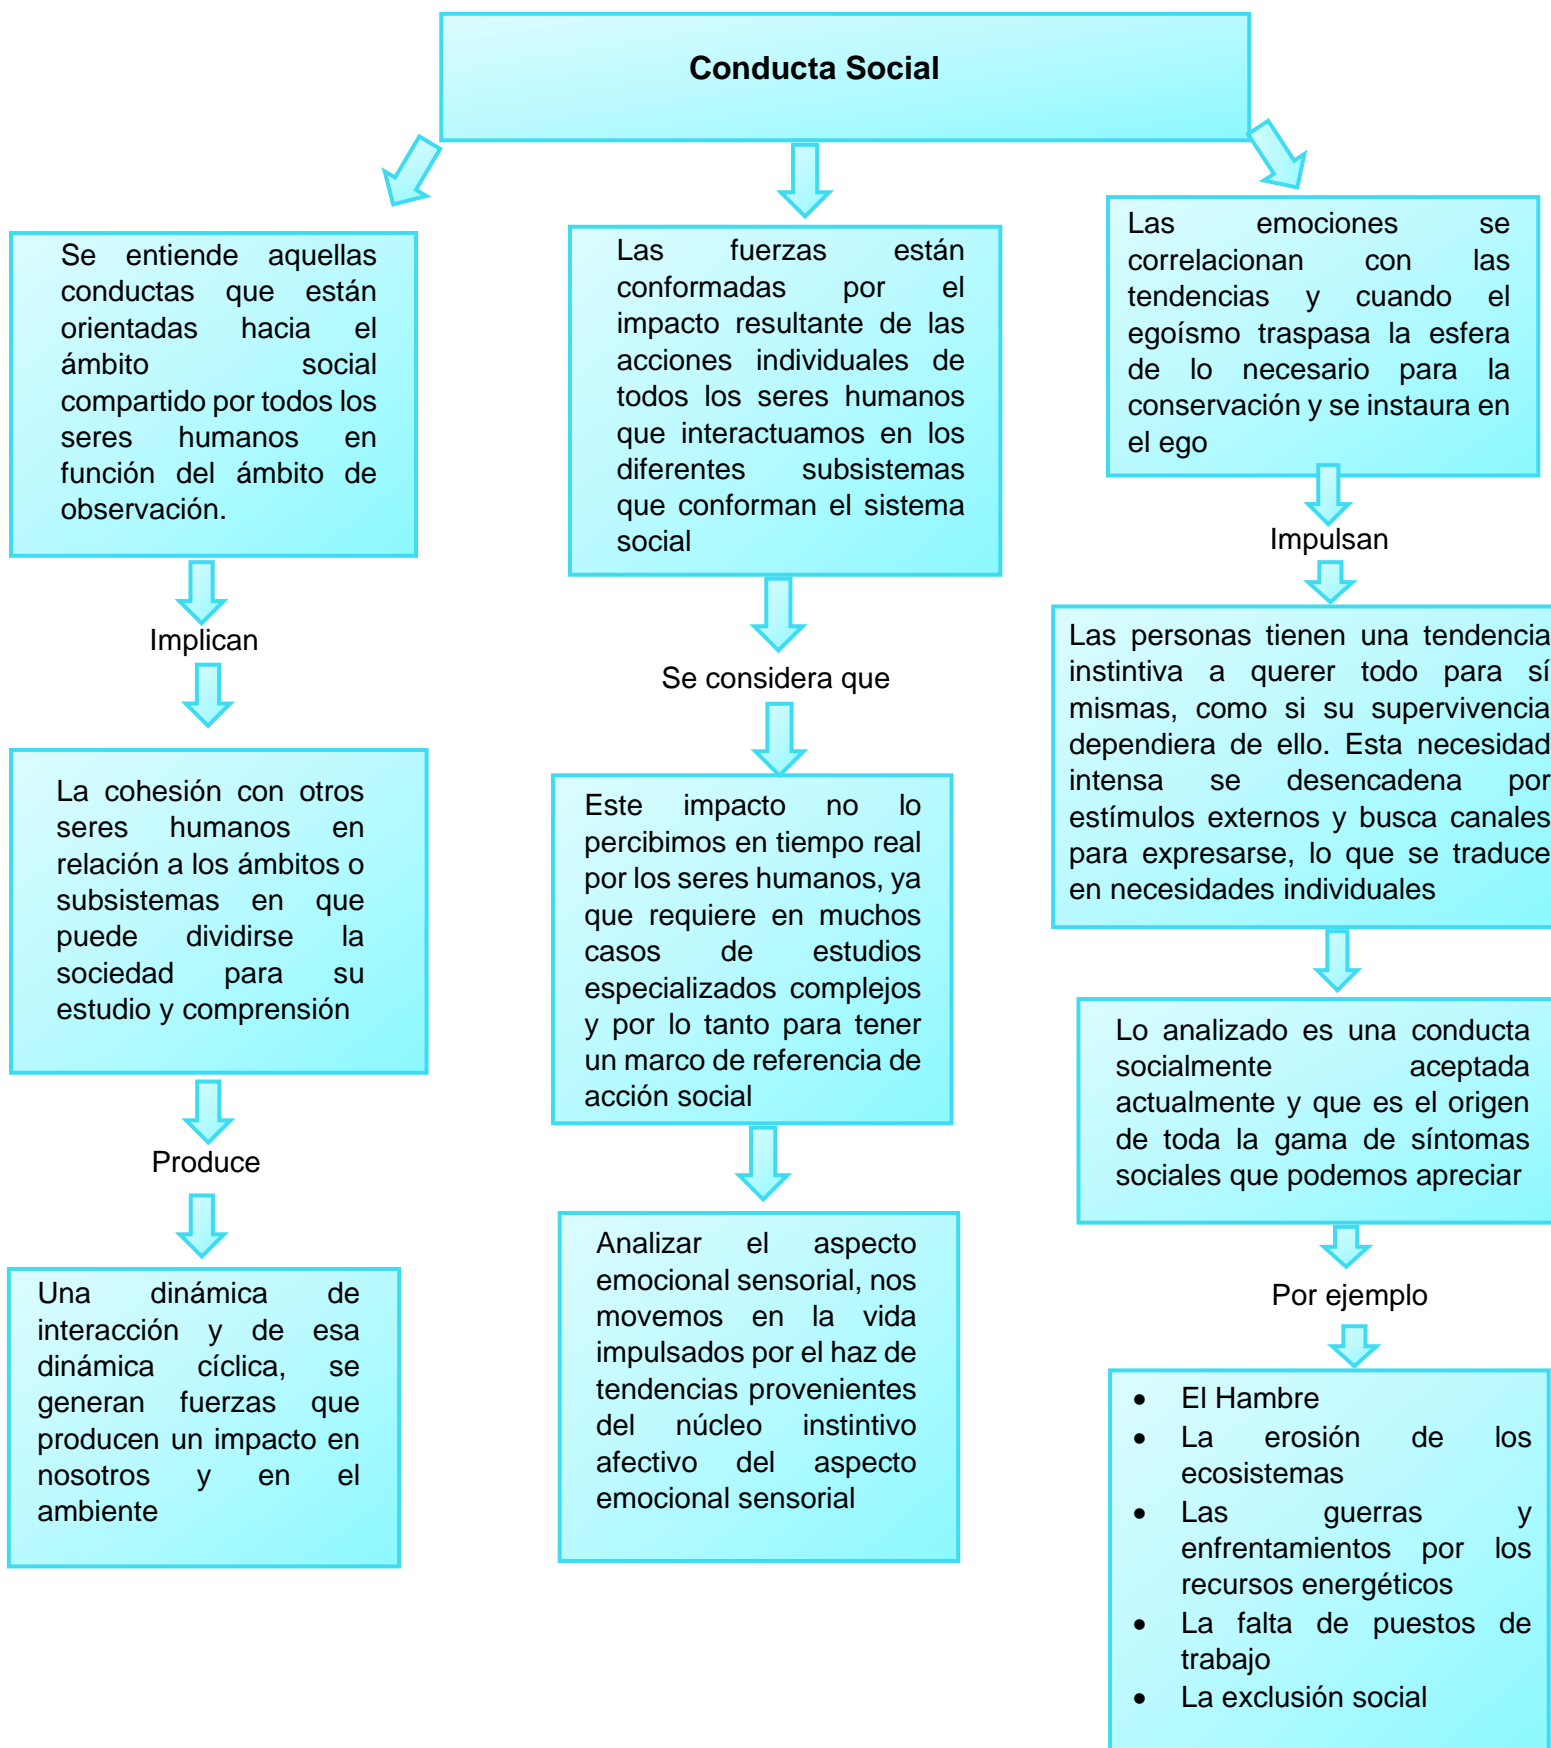 Conducta Social
Se entiende aquellas
conductas que están
orientadas hacia el
ámbito social
compartido por todos los
seres humanos en
función del ámbito de
observación.
Implican
La cohesión con otros
seres humanos en
relación a los ámbitos o
subsistemas en que
puede dividirse la
sociedad para su
estudio y comprensión
Produce
Una dinámica de
interacción y de esa
dinámica cíclica, se
generan fuerzas que
producen un impacto en
nosotros y en el
ambiente
Las fuerzas están
conformadas por el
impacto resultante de las
acciones individuales de
todos los seres humanos
que interactuamos en los
diferentes subsistemas
que conforman el sistema
social
Se considera que
Este impacto no lo
percibimos en tiempo real
por los seres humanos, ya
que requiere en muchos
casos de estudios
especializados complejos
y por lo tanto para tener
un marco de referencia de
acción social
Analizar el aspecto
emocional sensorial, nos
movemos en la vida
impulsados por el haz de
tendencias provenientes
del núcleo instintivo
afectivo del aspecto
emocional sensorial
Las emociones se
correlacionan con las
tendencias y cuando el
egoísmo traspasa la esfera
de lo necesario para la
conservación y se instaura en
el ego
Impulsan
Las personas tienen una tendencia
instintiva a querer todo para sí
mismas, como si su supervivencia
dependiera de ello. Esta necesidad
intensa se desencadena por
estímulos externos y busca canales
para expresarse, lo que se traduce
en necesidades individuales
Lo analizado es una conducta
socialmente aceptada
actualmente y que es el origen
de toda la gama de síntomas
sociales que podemos apreciar
Por ejemplo
• El Hambre
• La erosión de los
ecosistemas
• Las guerras y
enfrentamientos por los
recursos energéticos
• La falta de puestos de
trabajo
• La exclusión social